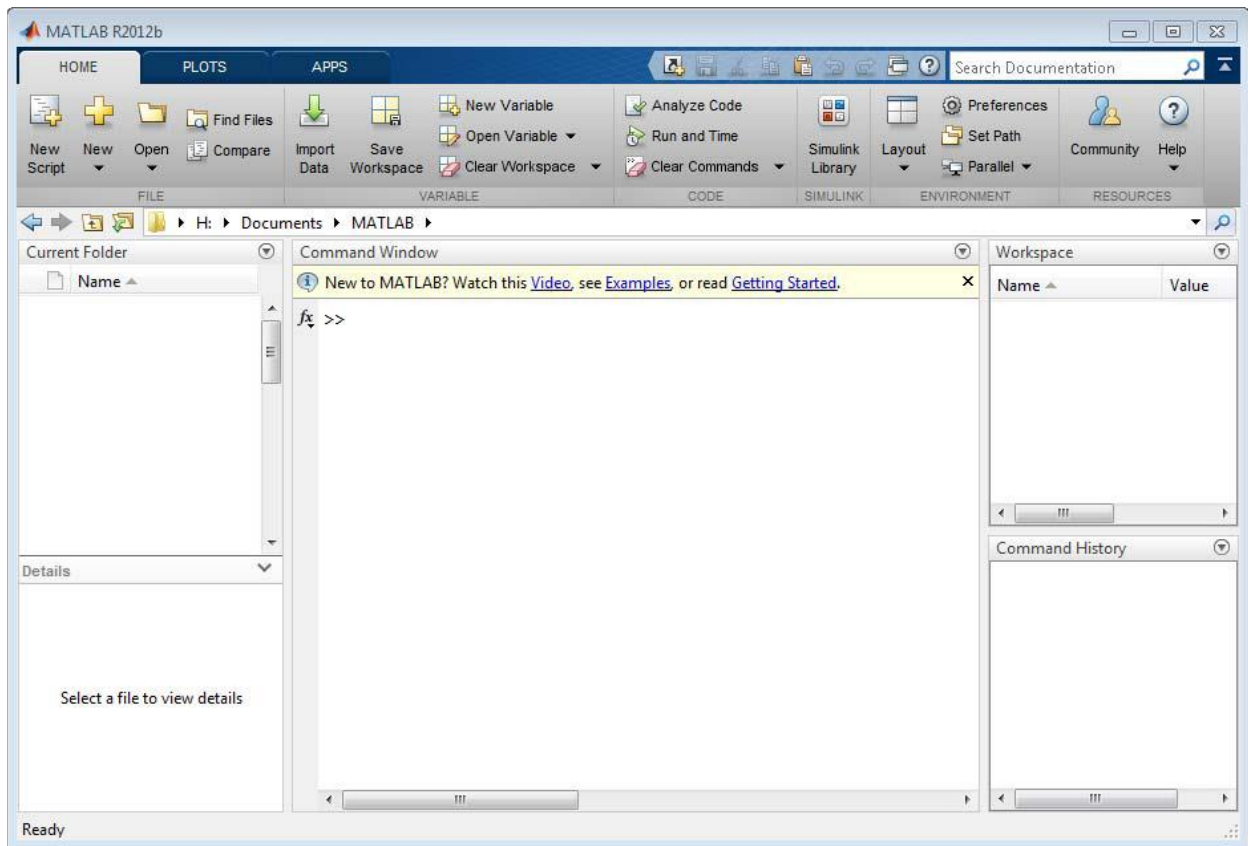 MATLAB R2012b
HOME PLOTS APPS Search Documentation
New Script New Open Find Files Compare
FILE
Import Data Save Workspace New Variable Open Variable Clear Workspace
VARIABLE
Analyze Code Run and Time Clear Commands
CODE
Simulink Library
SIMULINK
Layout Preferences Set Path Parallel
ENVIRONMENT
Community Help
RESOURCES
H: Documents MATLAB
Current Folder
Name
Details
Select a file to view details
Command Window
New to MATLAB? Watch this Video, see Examples, or read Getting Started.
fx >>
Workspace
Name Value
Command History
Ready